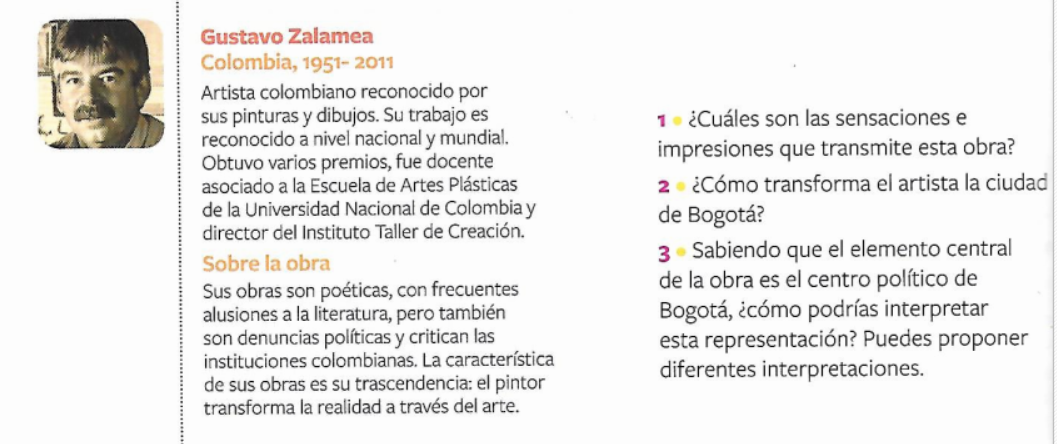 Gustavo Zalamea
Colombia, 1951- 2011
Artista colombiano reconocido por
sus pinturas y dibujos. Su trabajo es
reconocido a nivel nacional y mundial.
Obtuvo varios premios, fue docente
asociado a la Escuela de Artes Plásticas
de la Universidad Nacional de Colombia y
director del Instituto Taller de Creación.
Sobre la obra
Sus obras son poéticas, con frecuentes
alusiones a la literatura, pero también
son denuncias políticas y critican las
instituciones colombianas. La característica
de sus obras es su trascendencia: el pintor
transforma la realidad a través del arte.
1 • ¿Cuáles son las sensaciones e
impresiones que transmite esta obra?
2 • ¿Cómo transforma el artista la ciudad
de Bogotá?
3 • Sabiendo que el elemento central
de la obra es el centro político de
Bogotá, ¿cómo podrías interpretar
esta representación? Puedes proponer
diferentes interpretaciones.